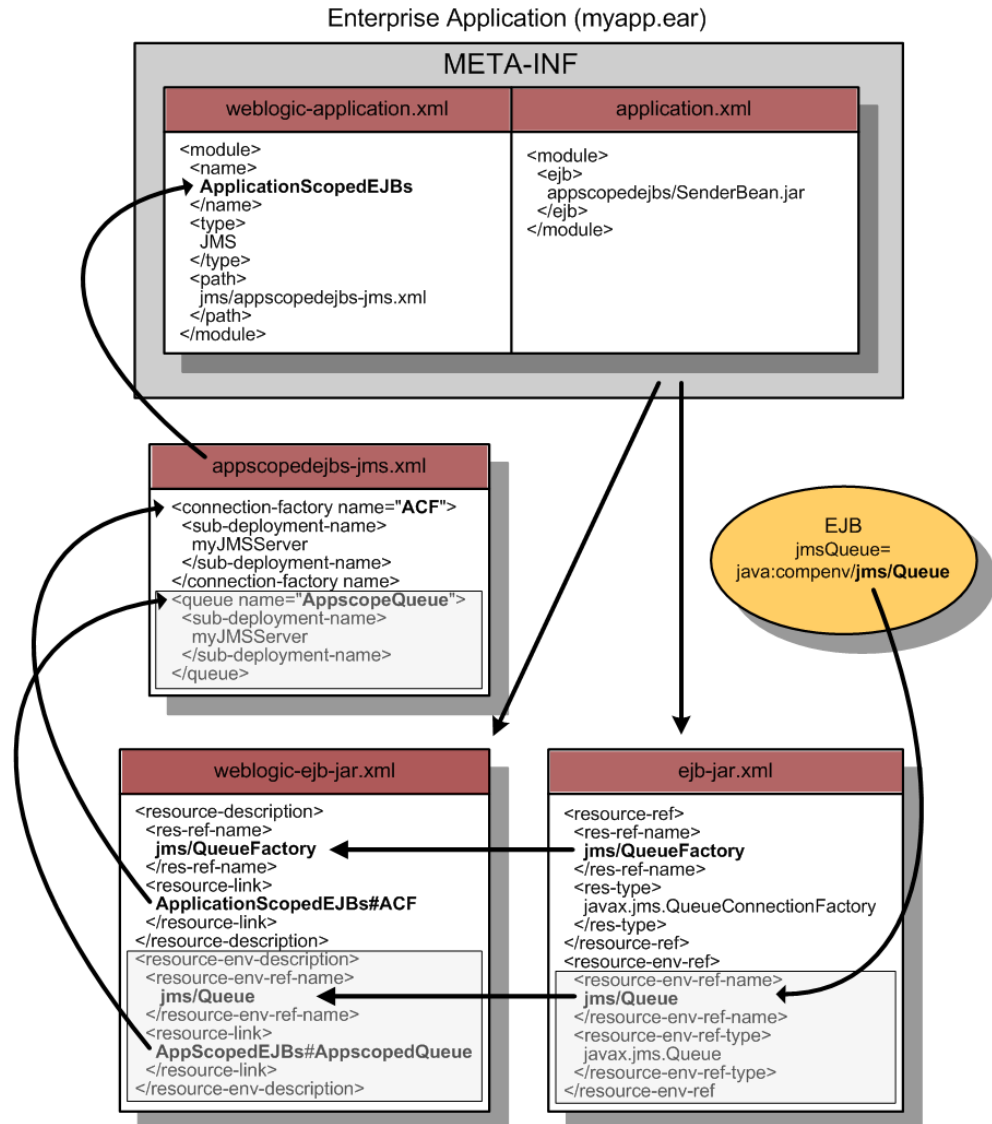 Enterprise Application (myapp.ear)
META-INF
weblogic-application.xml
<module>
<name>
ApplicationScopedEJBs
</name>
<type>
JMS
</type>
<path>
jms/appscopedejbs-jms.xml
</path>
</module>
application.xml
<module>
<ejb>
appscopedejbs/SenderBean.jar
</ejb>
</module>
appscopedejbs-jms.xml
<connection-factory name="ACF">
<sub-deployment-name>
myJMSServer
</sub-deployment-name>
</connection-factory name>
<queue name="AppscopeQueue">
<sub-deployment-name>
myJMSServer
</sub-deployment-name>
</queue>
EJB
jmsQueue=
java:compenv/jms/Queue
weblogic-ejb-jar.xml
<resource-description>
<res-ref-name>
jms/QueueFactory
</res-ref-name>
<resource-link>
ApplicationScopedEJBs#ACF
</resource-link>
</resource-description>
<resource-env-description>
<resource-env-ref-name>
jms/Queue
</resource-env-ref-name>
<resource-link>
AppScopedEJBs#AppscopedQueue
</resource-link>
</resource-env-description>
ejb-jar.xml
<resource-ref>
<res-ref-name>
jms/QueueFactory
</res-ref-name>
<res-type>
javax.jms.QueueConnectionFactory
</res-type>
</resource-ref>
<resource-env-ref>
<resource-env-ref-name>
jms/Queue
</resource-env-ref-name>
<resource-env-ref-type>
javax.jms.Queue
</resource-env-ref-type>
</resource-env-ref